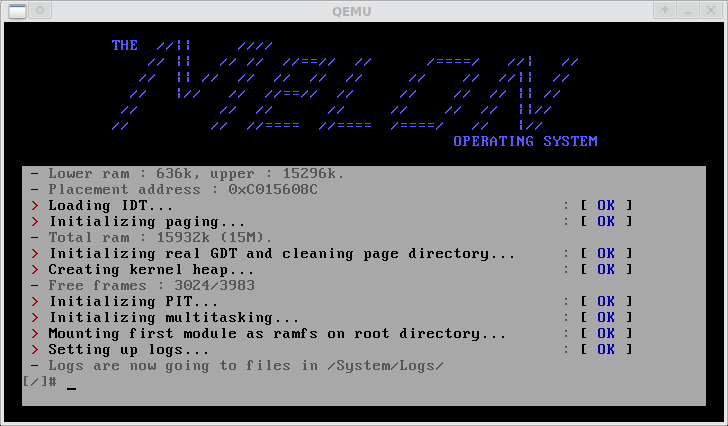 QEMU
THE
MELON
OPERATING SYSTEM
- Lower ram : 636k, upper : 15296k.
- Placement address : 0xC015608C
> Loading IDT... : [ OK ]
> Initializing paging... : [ OK ]
- Total ram : 15932k (15M).
> Initializing real GDT and cleaning page directory... : [ OK ]
> Creating kernel heap... : [ OK ]
- Free frames : 3024/3983
> Initializing PIT... : [ OK ]
> Initializing multitasking... : [ OK ]
> Mounting first module as ramfs on root directory... : [ OK ]
> Setting up logs... : [ OK ]
- Logs are now going to files in /System/Logs/
[/]# _